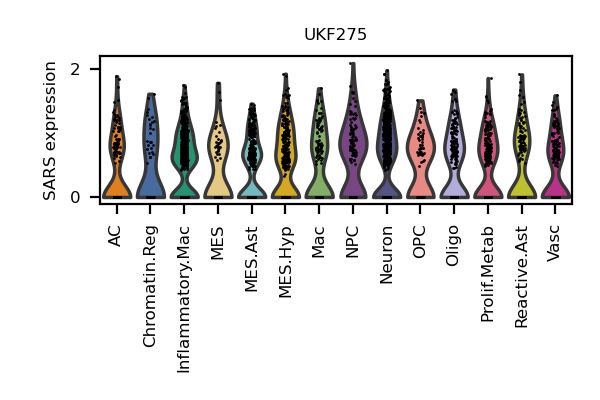 UKF275
SARS expression
2
0
AC
Chromatin.Reg
Inflammatory.Mac
MES
MES.Ast
MES.Hyp
Mac
NPC
Neuron
OPC
Oligo
Prolif.Metab
Reactive.Ast
Vasc